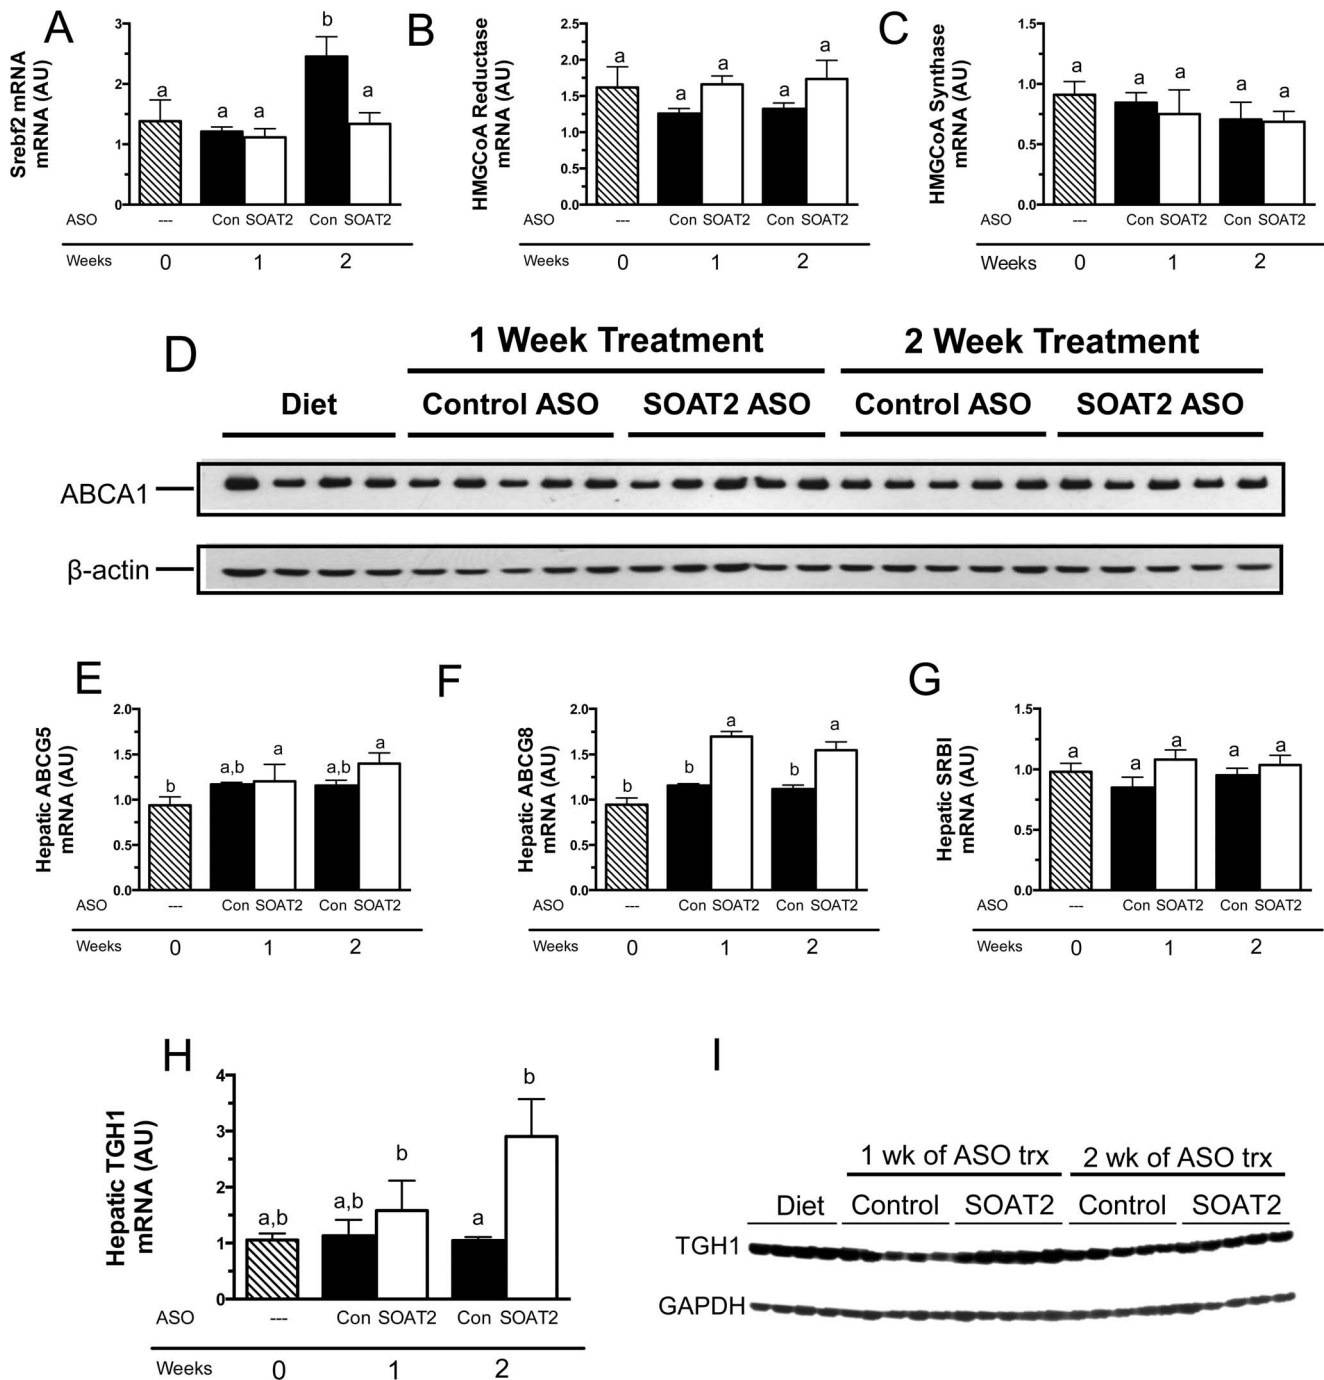 A
Srebf2 mRNA
mRNA (AU)
3
2
1
0
a
a
a
b
a
ASO
---
Con SOAT2
Con SOAT2
Weeks
0
1
2
B
HMGCoA Reductase
mRNA (AU)
2.5
2.0
1.5
1.0
0.5
0.0
a
a
a
a
a
ASO
---
Con SOAT2
Con SOAT2
Weeks
0
1
2
C
HMGCoA Synthase
mRNA (AU)
1.5
1.0
0.5
0.0
a
a
a
a
a
ASO
---
Con SOAT2
Con SOAT2
Weeks
0
1
2
D
1 Week Treatment
2 Week Treatment
Diet
Control ASO
SOAT2 ASO
Control ASO
SOAT2 ASO
ABCA1
β-actin
E
Hepatic ABCG5
mRNA (AU)
2.0
1.5
1.0
0.5
0.0
b
a,b
a
a,b
a
ASO
---
Con SOAT2
Con SOAT2
Weeks
0
1
2
F
Hepatic ABCG8
mRNA (AU)
2.0
1.5
1.0
0.5
0.0
b
b
a
b
a
ASO
---
Con SOAT2
Con SOAT2
Weeks
0
1
2
G
Hepatic SRBI
mRNA (AU)
1.5
1.0
0.5
0.0
a
a
a
a
a
ASO
---
Con SOAT2
Con SOAT2
Weeks
0
1
2
H
Hepatic TGH1
mRNA (AU)
4
3
2
1
0
a,b
a,b
b
a
b
ASO
---
Con SOAT2
Con SOAT2
Weeks
0
1
2
I
1 wk of ASO trx
2 wk of ASO trx
Diet
Control
SOAT2
Control
SOAT2
TGH1
GAPDH